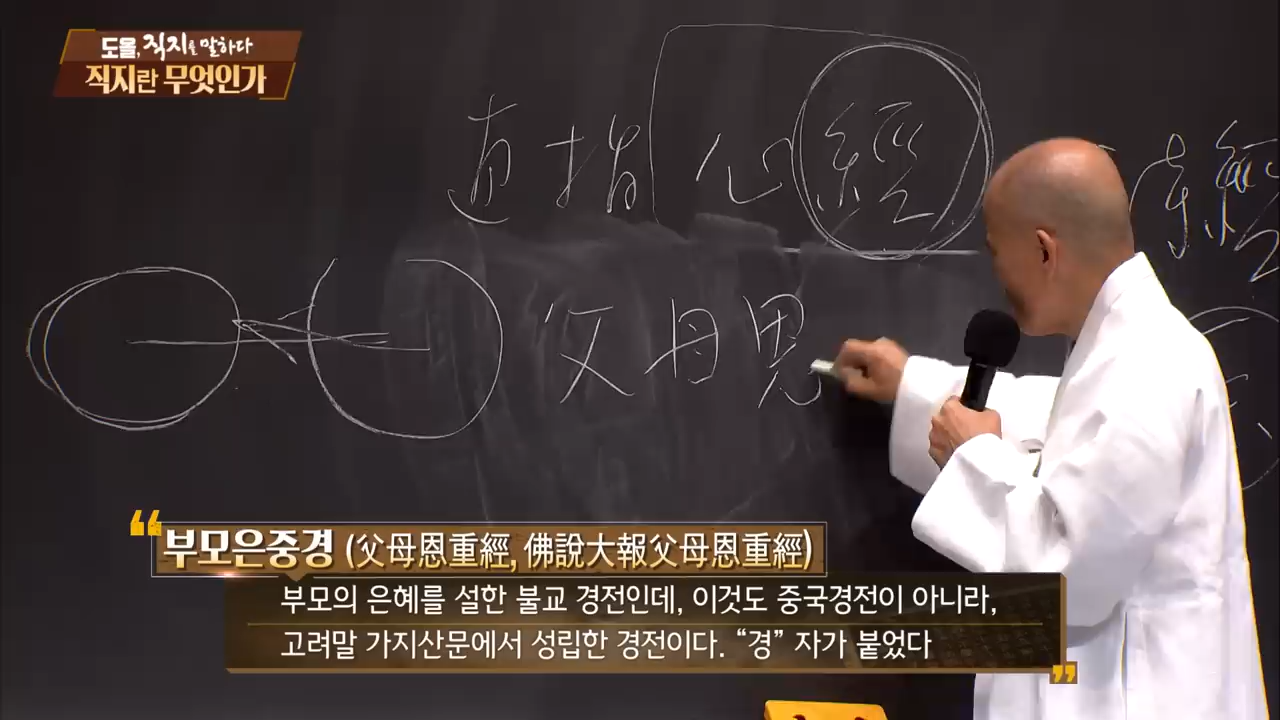 도올, 직지를 말하다
직지란 무엇인가
直指心經
父母恩
부모은중경 (父母恩重經, 佛說大報父母恩重經)
부모의 은혜를 설한 불교 경전인데, 이것도 중국경전이 아니라,
고려말 가지산문에서 성립한 경전이다. “경” 자가 붙었다